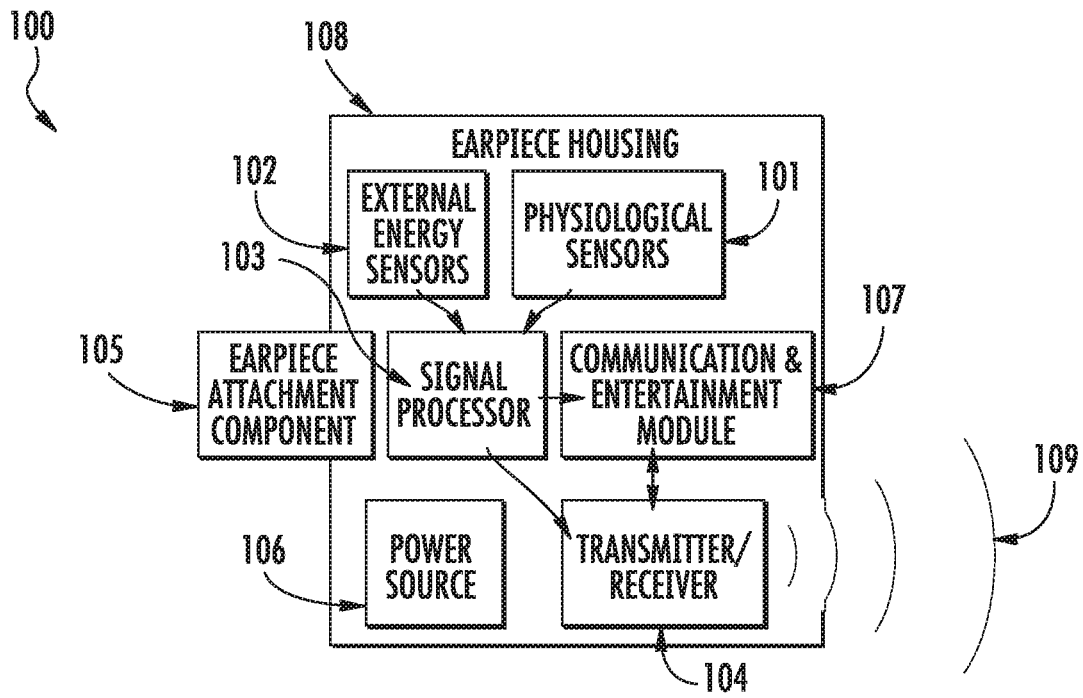 100
108
EARPIECE HOUSING
102
EXTERNAL
ENERGY
SENSORS
PHYSIOLOGICAL
SENSORS
101
103
107
105
EARPIECE
ATTACHMENT
COMPONENT
SIGNAL
PROCESSOR
COMMUNICATION &
ENTERTAINMENT
MODULE
109
106
POWER
SOURCE
TRANSMITTER/
RECEIVER
104